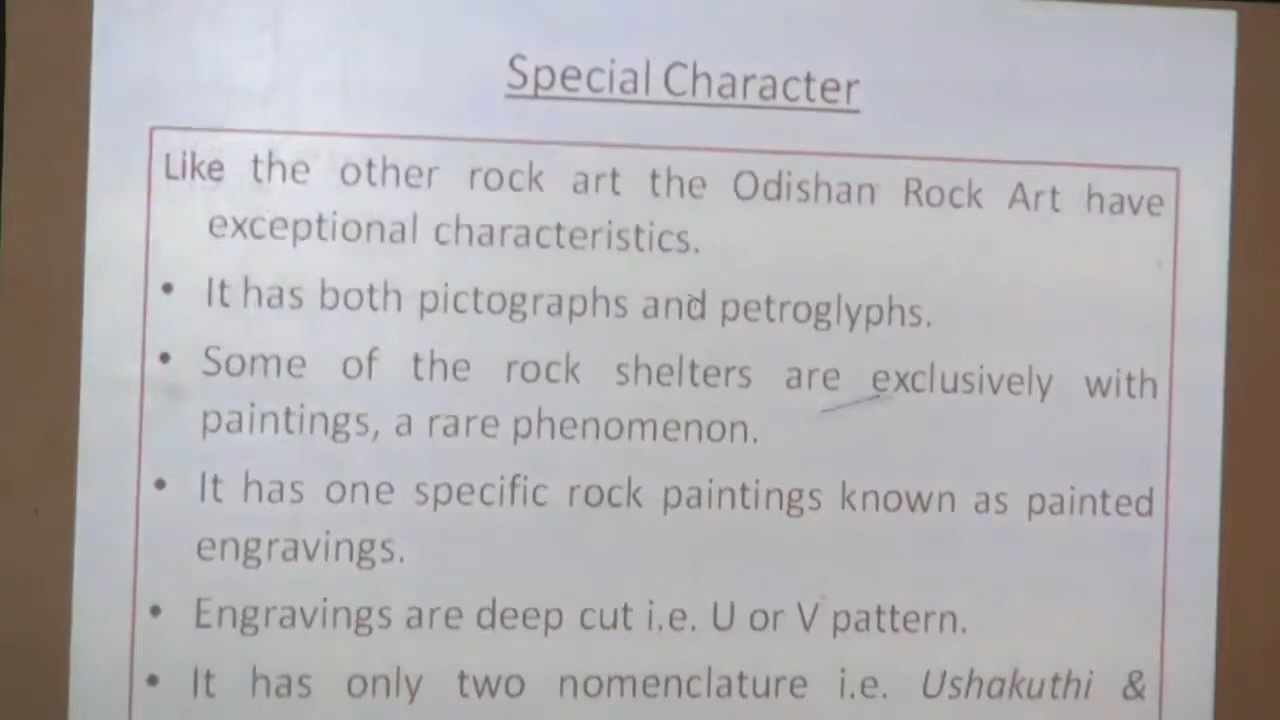 Special Character
Like the other rock art the Odishan Rock Art have
exceptional characteristics.
• It has both pictographs and petroglyphs.
• Some of the rock shelters are exclusively with
paintings, a rare phenomenon.
• It has one specific rock paintings known as painted
engravings.
• Engravings are deep cut i.e. U or V pattern.
• It has only two nomenclature i.e. Ushakuthi &